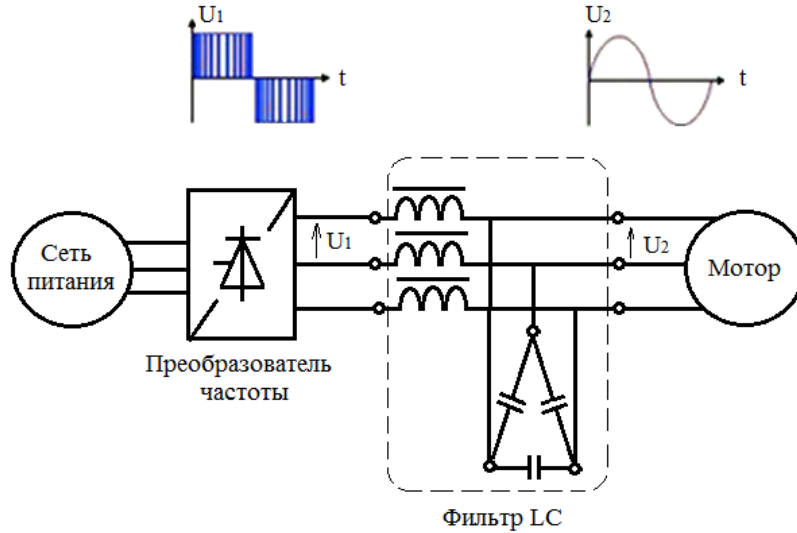 U1
t
U2
t
Сеть
питания
U1
U2
Мотор
Преобразователь
частоты
Фильтр LC